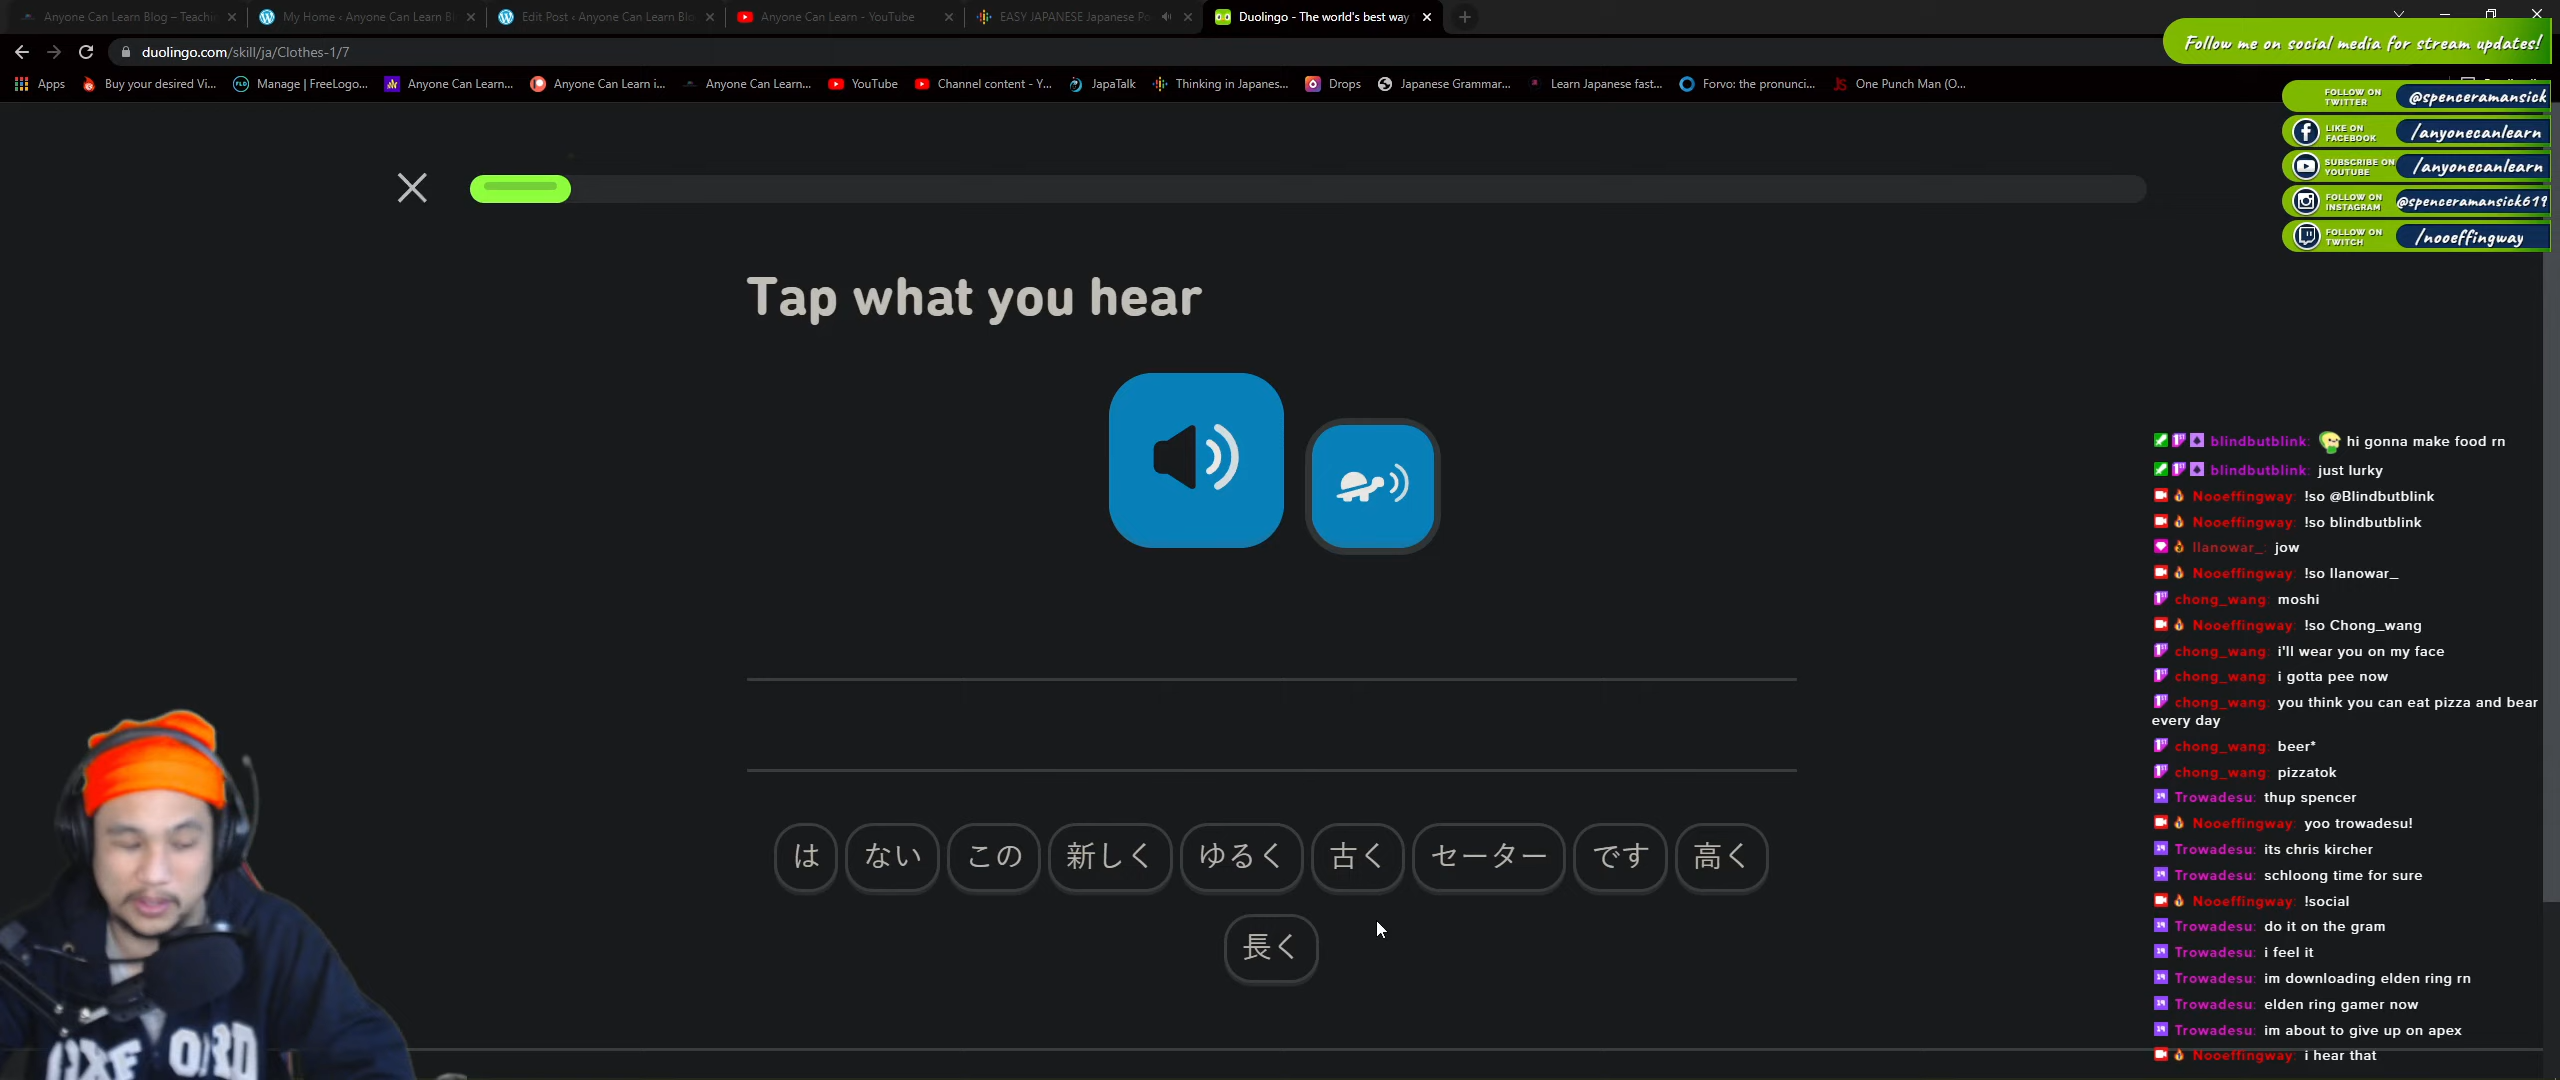 Anyone Can Learn Blog – Teachi
My Home ‹ Anyone Can Learn Bl
Edit Post ‹ Anyone Can Learn Blo
Anyone Can Learn - YouTube
EASY JAPANESE Japanese Po
Duolingo - The world's best way
duolingo.com/skill/ja/Clothes-1/7
Apps
Buy your desired Vi...
Manage | FreeLogo...
Anyone Can Learn...
Anyone Can Learn i...
Anyone Can Learn...
YouTube
Channel content - Y...
JapaTalk
Thinking in Japanes...
Drops
Japanese Grammar...
Learn Japanese fast...
Forvo: the pronunci...
One Punch Man (O...
Follow me on social media for stream updates!
FOLLOW ON TWITTER @spenceramansick
LIKE ON FACEBOOK /anyonecanlearn
SUBSCRIBE ON YOUTUBE /anyonecanlearn
FOLLOW ON INSTAGRAM @spenceramansick619
FOLLOW ON TWITCH /nooeffingway
Tap what you hear
は ない この 新しく ゆるく 古く セーター です 高く
長く
blindbutblink: hi gonna make food rn
blindbutblink: just lurky
Nooeffingway: !so @Blindbutblink
Nooeffingway: !so blindbutblink
llanowar_: jow
Nooeffingway: !so llanowar_
chong_wang: moshi
Nooeffingway: !so Chong_wang
chong_wang: i'll wear you on my face
chong_wang: i gotta pee now
chong_wang: you think you can eat pizza and bear
every day
chong_wang: beer*
chong_wang: pizzatok
Trowadesu: thup spencer
Nooeffingway: yoo trowadesu!
Trowadesu: its chris kircher
Trowadesu: schloong time for sure
Nooeffingway: !social
Trowadesu: do it on the gram
Trowadesu: i feel it
Trowadesu: im downloading elden ring rn
Trowadesu: elden ring gamer now
Trowadesu: im about to give up on apex
Nooeffingway: i hear that